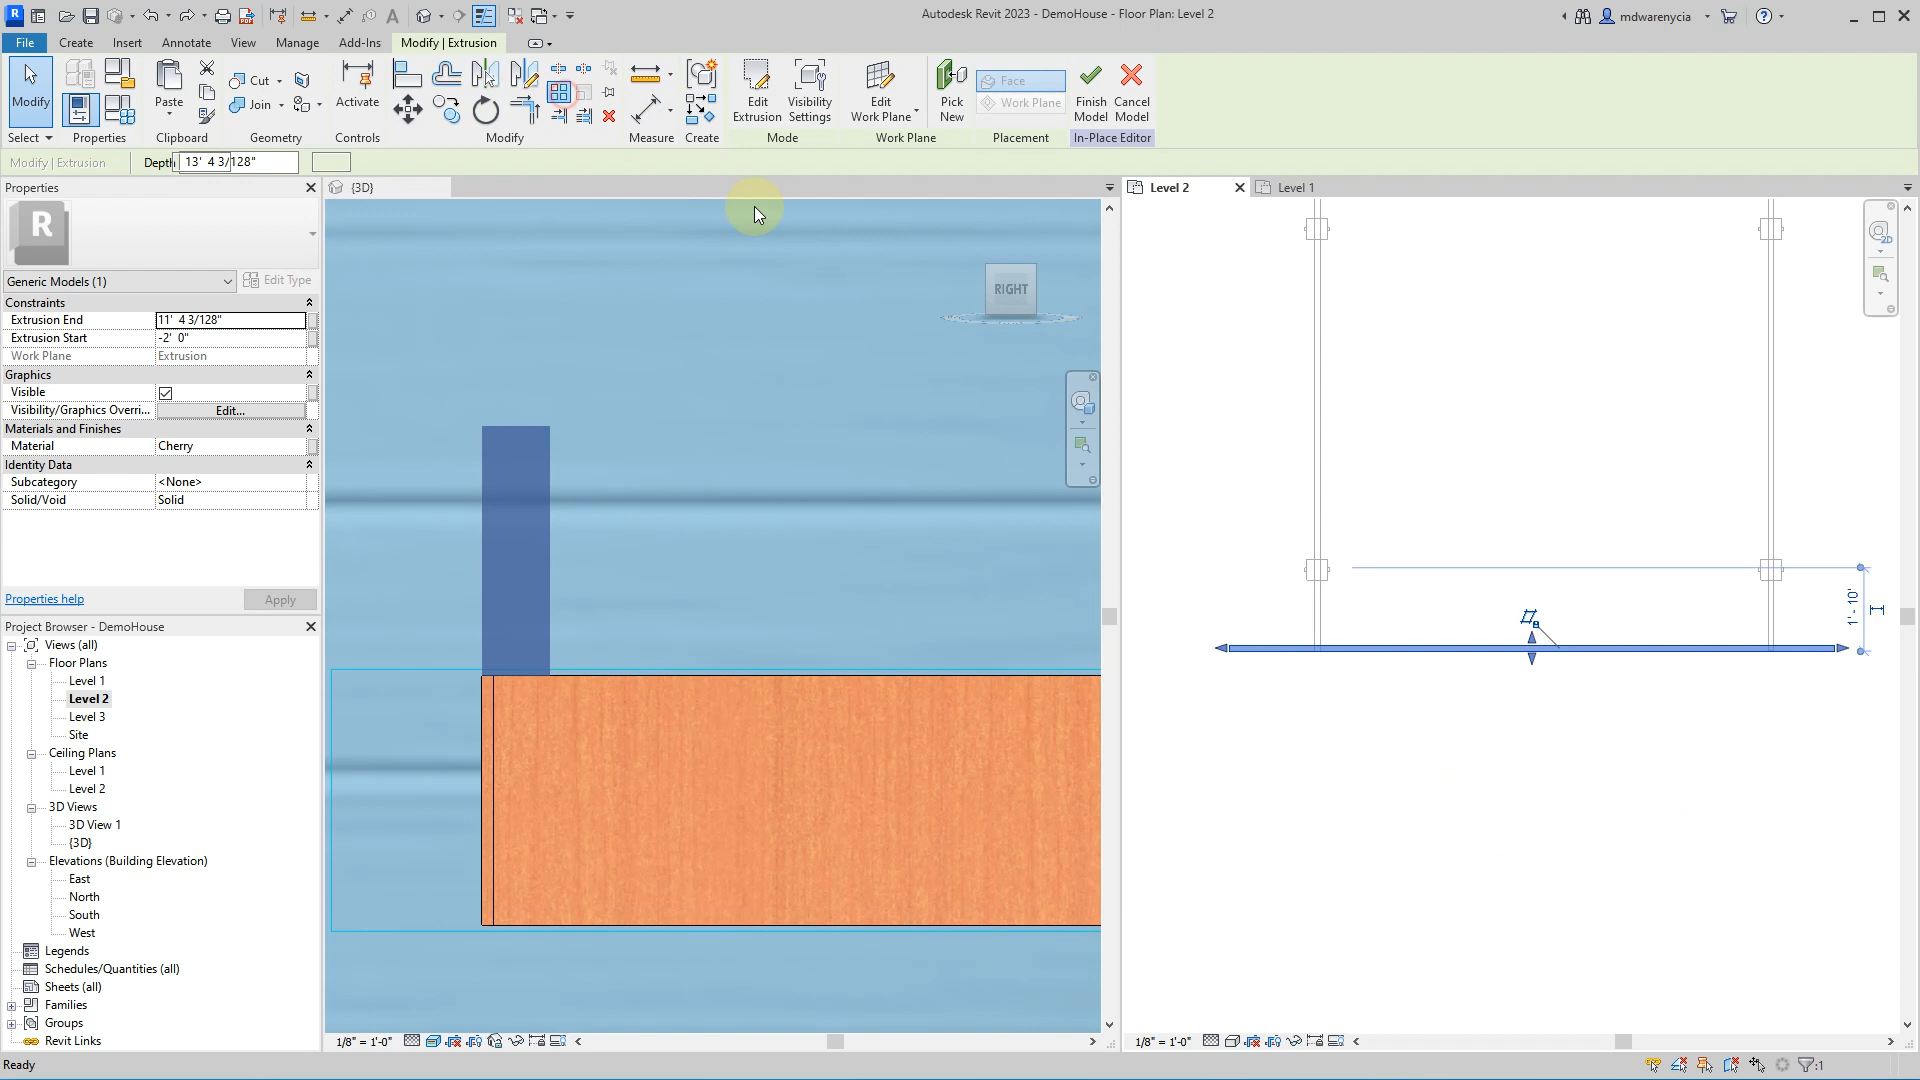 Autodesk Revit 2023 - DemoHouse - Floor Plan: Level 2
mdwarenycia
File Create Insert Annotate View Manage Add-Ins Modify | Extrusion
Modify Paste Cut Join Activate Edit Extrusion Visibility Settings Edit Work Plane Pick New Face Work Plane Finish Model Cancel Model
Select Properties Clipboard Geometry Controls Modify Measure Create Mode Work Plane Placement In-Place Editor
Modify | Extrusion Depth 13' 4 3/128"
Properties
{3D}
Level 2
Level 1
R
Generic Models (1)
Edit Type
Constraints
Extrusion End 11' 4 3/128"
Extrusion Start -2' 0"
Work Plane Extrusion
Graphics
Visible
Visibility/Graphics Overri... Edit...
Materials and Finishes
Material Cherry
Identity Data
Subcategory <None>
Solid/Void Solid
Properties help
Apply
RIGHT
2D
1' - 10"
Project Browser - DemoHouse
Views (all)
Floor Plans
Level 1
Level 2
Level 3
Site
Ceiling Plans
Level 1
Level 2
3D Views
3D View 1
{3D}
Elevations (Building Elevation)
East
North
South
West
Legends
Schedules/Quantities (all)
Sheets (all)
Families
Groups
Revit Links
1/8" = 1'-0"
1/8" = 1'-0"
Ready
:1